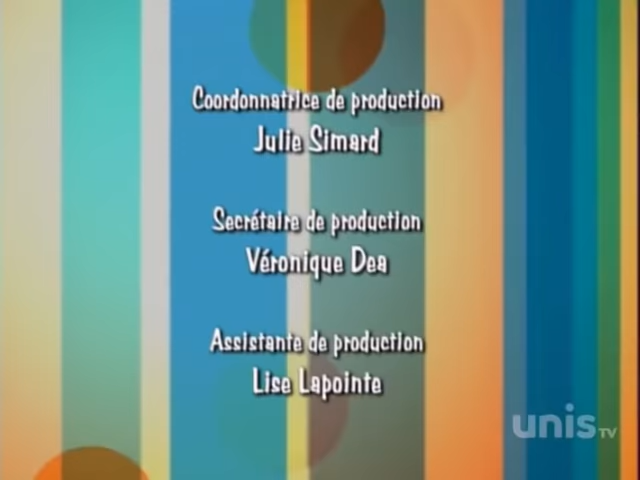 Coordonnatrice de production
Julie Simard
Secrétaire de production
Véronique Dea
Assistante de production
Lise Lapointe
unis TV